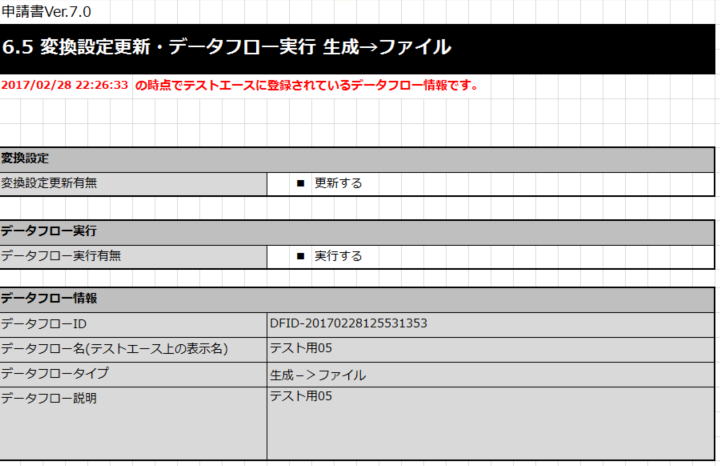 申請書Ver.7.0
6.5 変換設定更新・データフロー実行 生成→ファイル
2017/02/28 22:26:33 の時点でテストエースに登録されているデータフロー情報です。
変換設定
変換設定更新有無 ■ 更新する
データフロー実行
データフロー実行有無 ■ 実行する
データフロー情報
データフローID DFID-20170228125531353
データフロー名(テストエース上の表示名) テスト用05
データフロータイプ 生成−＞ファイル
データフロー説明 テスト用05